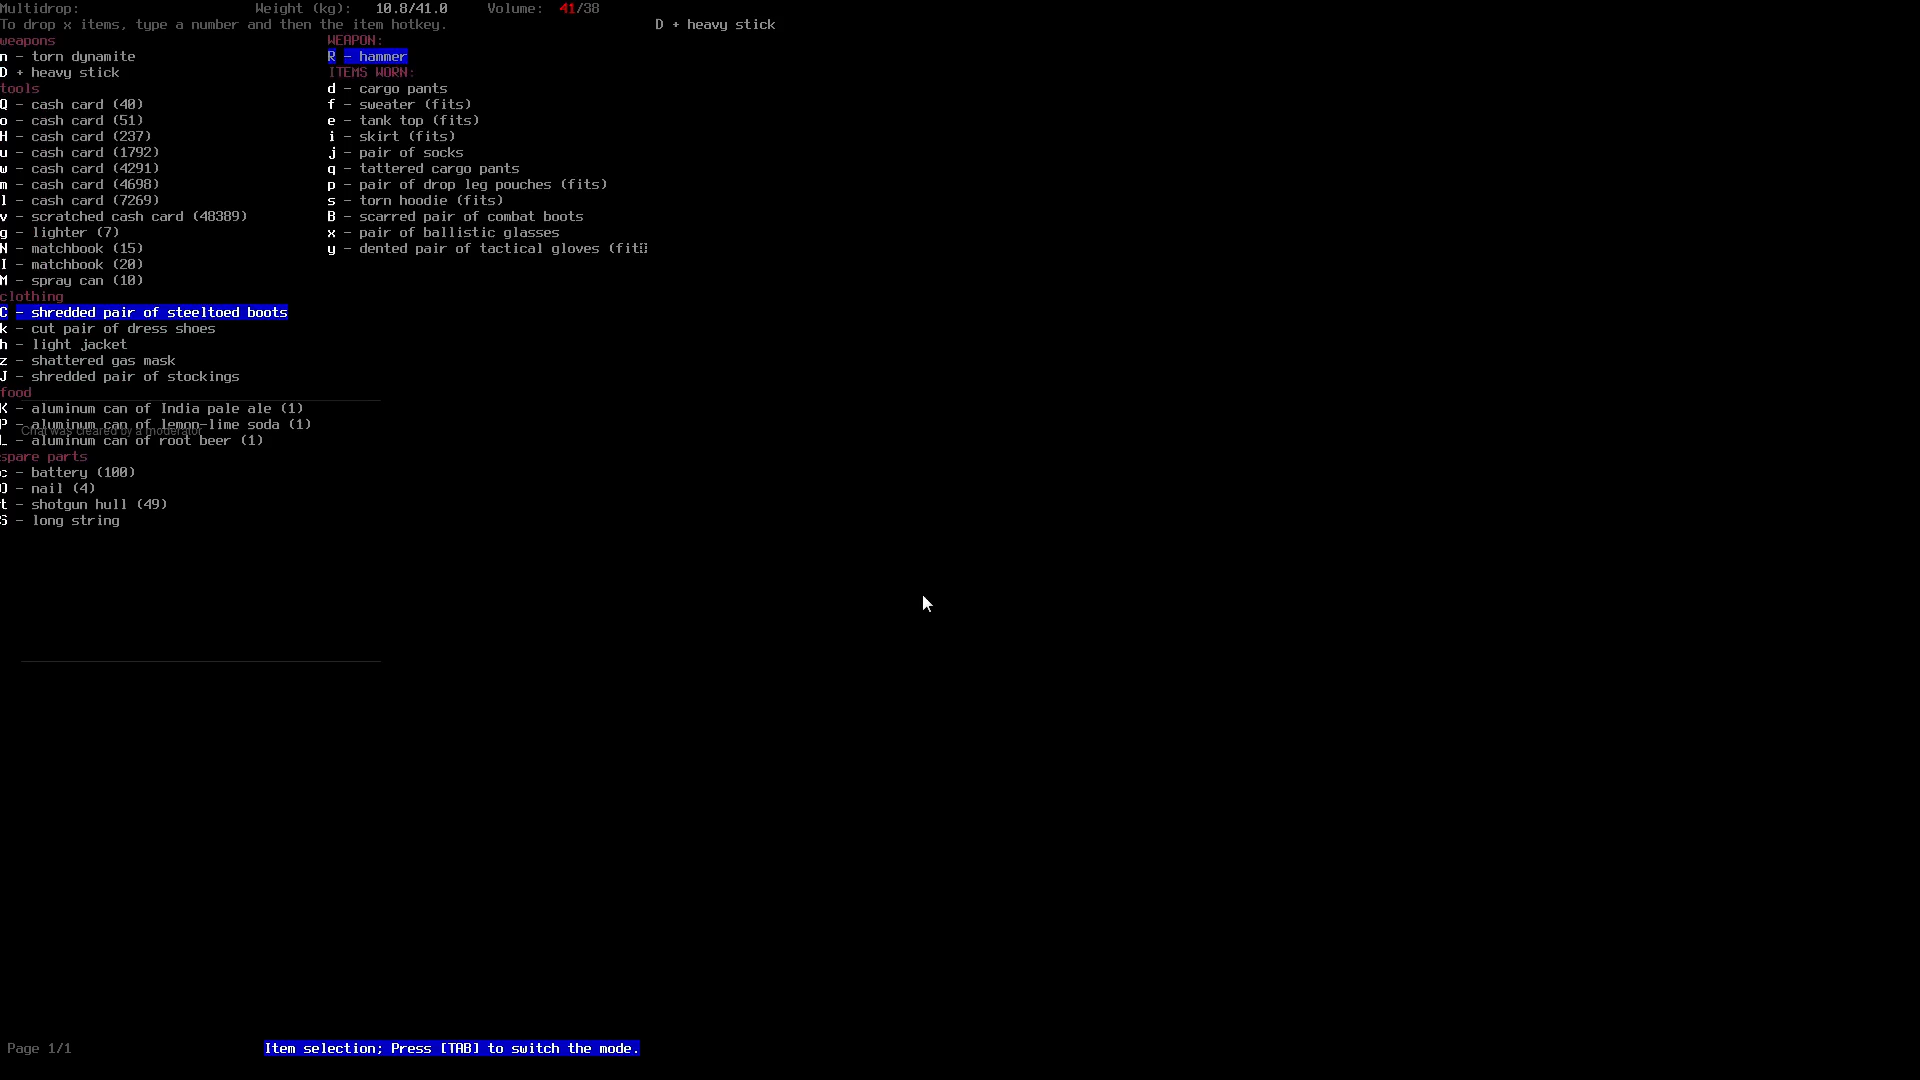 Multidrop: Weight (kg): 10.8/41.0 Volume: 41/38
To drop x items, type a number and then the item hotkey.
weapons
n - torn dynamite
D + heavy stick
tools
Q - cash card (40)
o - cash card (51)
H - cash card (237)
u - cash card (1792)
w - cash card (4291)
m - cash card (4698)
l - cash card (7269)
v - scratched cash card (48389)
g - lighter (7)
N - matchbook (15)
I - matchbook (20)
M - spray can (10)
clothing
C - shredded pair of steeltoed boots
k - cut pair of dress shoes
h - light jacket
z - shattered gas mask
J - shredded pair of stockings
food
K - aluminum can of India pale ale (1)
P - aluminum can of lemon-lime soda (1)
Chat was cleared by a moderator
L - aluminum can of root beer (1)
spare parts
c - battery (100)
O - nail (4)
t - shotgun hull (49)
S - long string
WEAPON:
R - hammer
ITEMS WORN:
d - cargo pants
f - sweater (fits)
e - tank top (fits)
i - skirt (fits)
j - pair of socks
q - tattered cargo pants
p - pair of drop leg pouches (fits)
s - torn hoodie (fits)
B - scarred pair of combat boots
x - pair of ballistic glasses
y - dented pair of tactical gloves (fit
D + heavy stick
Page 1/1
Item selection; Press [TAB] to switch the mode.